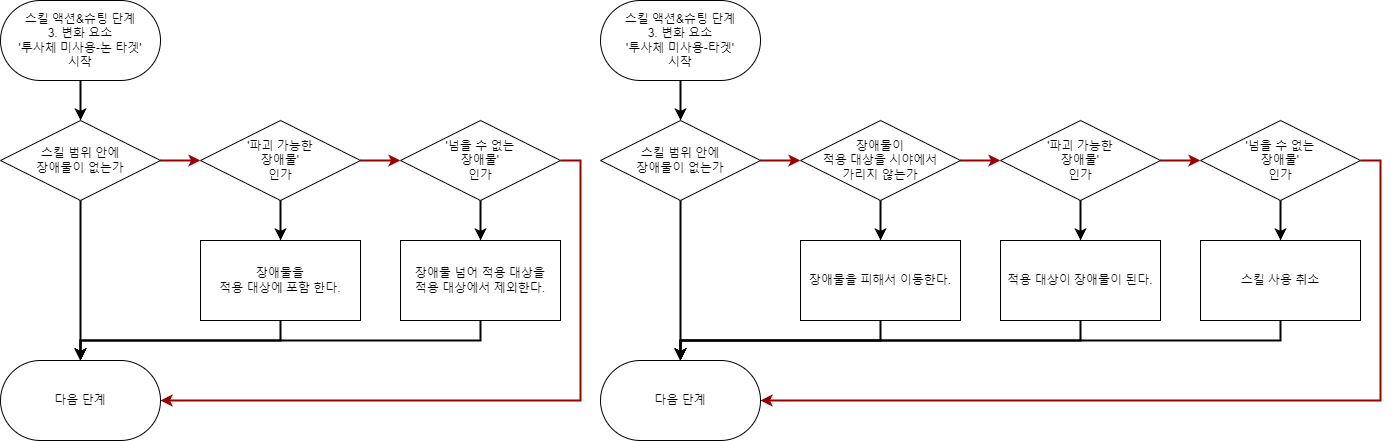 스킬 액션&슈팅 단계
3. 변화 요소
'투사체 미사용-논 타겟'
시작
스킬 범위 안에
장애물이 없는가
'파괴 가능한
장애물'
인가
'넘을 수 없는
장애물'
인가
장애물을
적용 대상에 포함 한다.
장애물 넘어 적용 대상을
적용 대상에서 제외한다.
다음 단계
스킬 액션&슈팅 단계
3. 변화 요소
'투사체 미사용-타겟'
시작
스킬 범위 안에
장애물이 없는가
장애물이
적용 대상을 시야에서
가리지 않는가
'파괴 가능한
장애물'
인가
'넘을 수 없는
장애물'
인가
장애물을 피해서 이동한다.
적용 대상이 장애물이 된다.
스킬 사용 취소
다음 단계